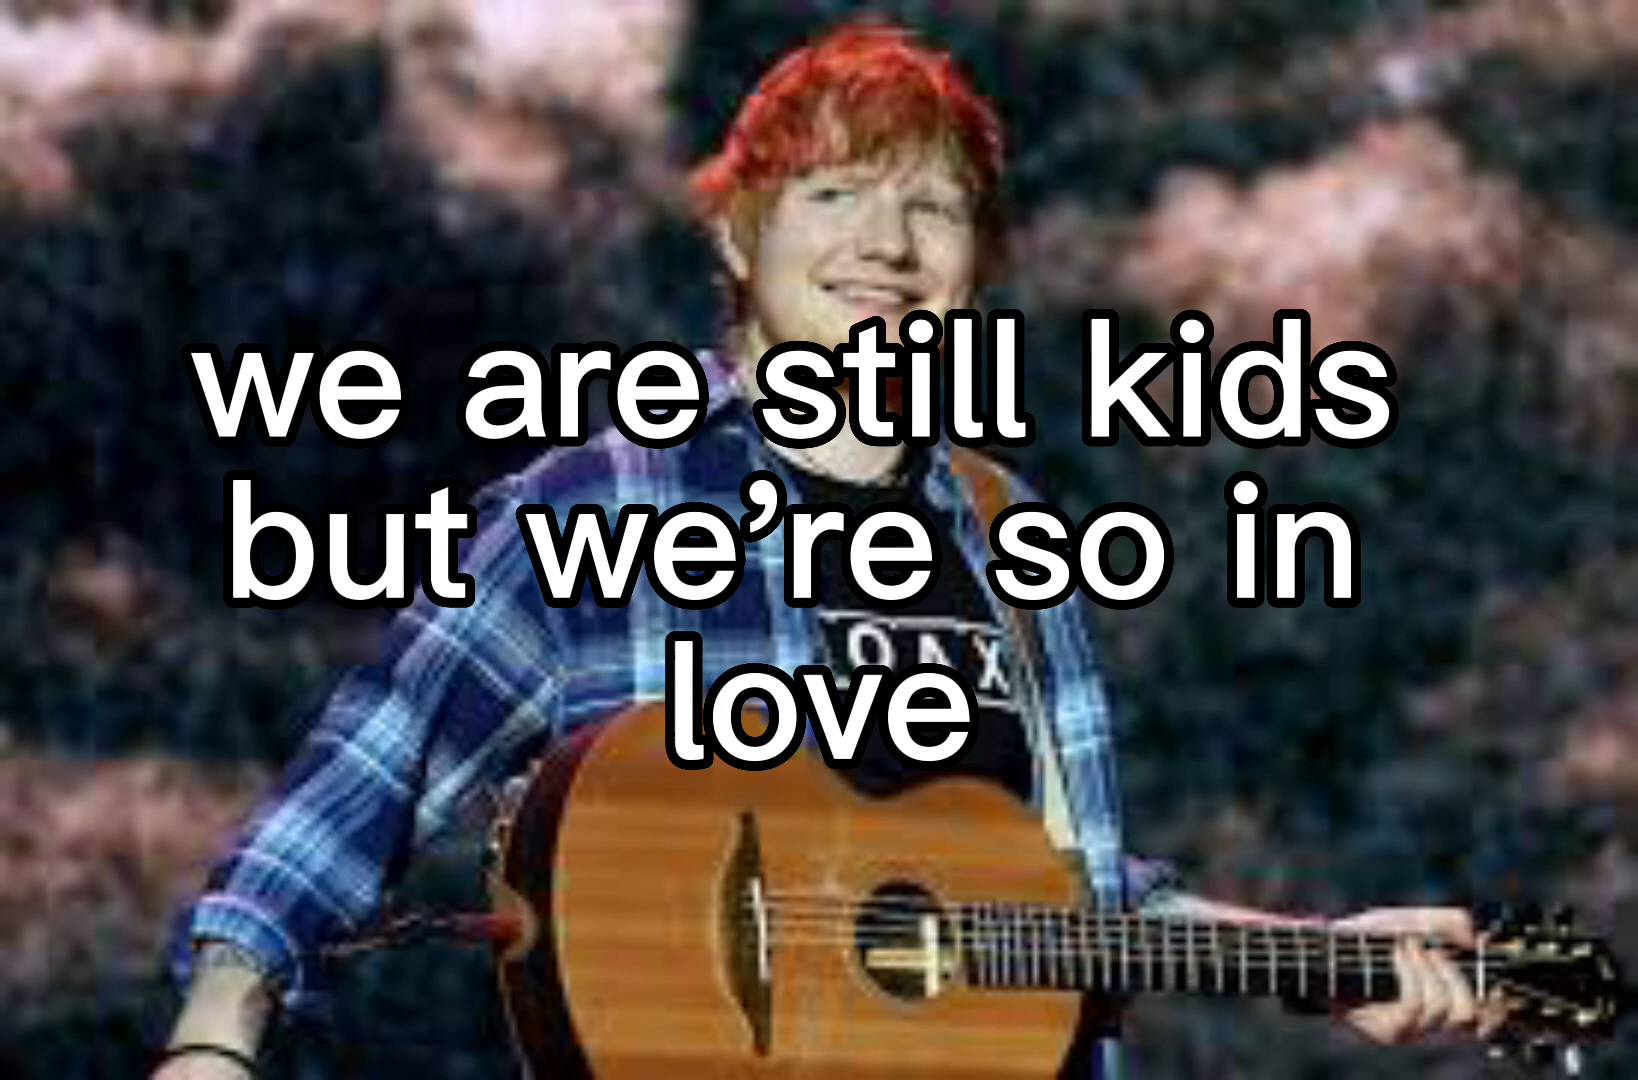 we are still kids
but we’re so in
love